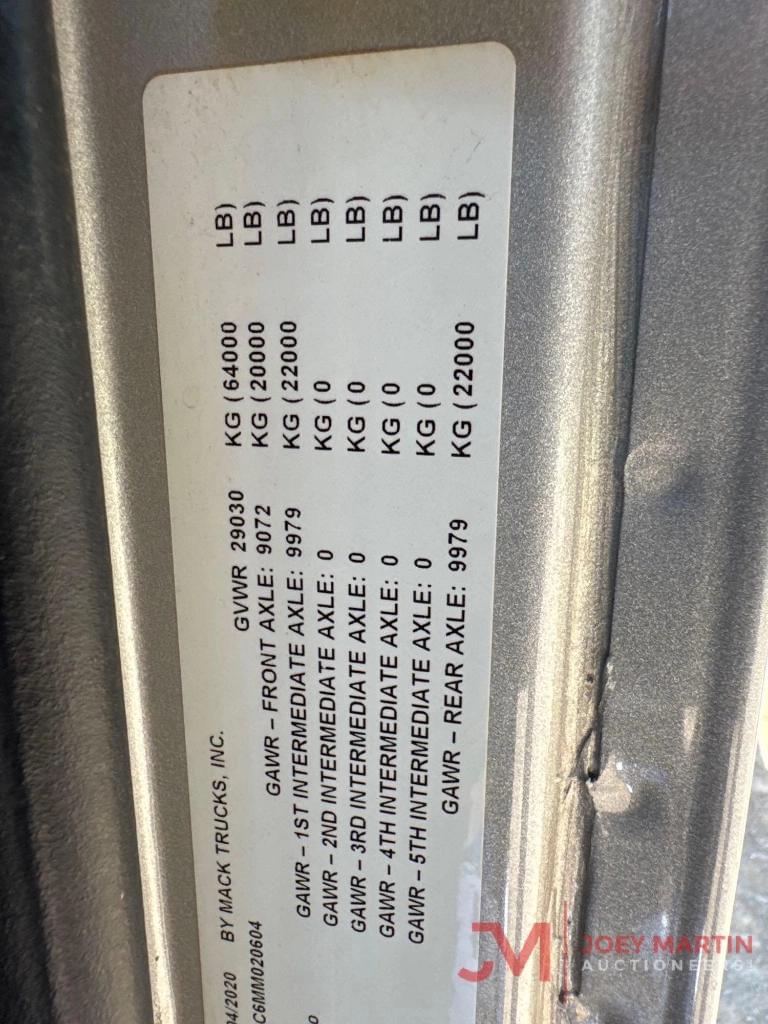 04/2020 BY MACK TRUCKS, INC.
C6MM020604
GVWR 29030 KG (64000 LB)
GAWR – FRONT AXLE: 9072 KG (20000 LB)
GAWR – 1ST INTERMEDIATE AXLE: 9979 KG (22000 LB)
GAWR – 2ND INTERMEDIATE AXLE: 0 KG (0 LB)
GAWR – 3RD INTERMEDIATE AXLE: 0 KG (0 LB)
GAWR – 4TH INTERMEDIATE AXLE: 0 KG (0 LB)
GAWR – 5TH INTERMEDIATE AXLE: 0 KG (0 LB)
GAWR – REAR AXLE: 9979 KG (22000 LB)
JM
JOEY MARTIN
AUCTIONEERS